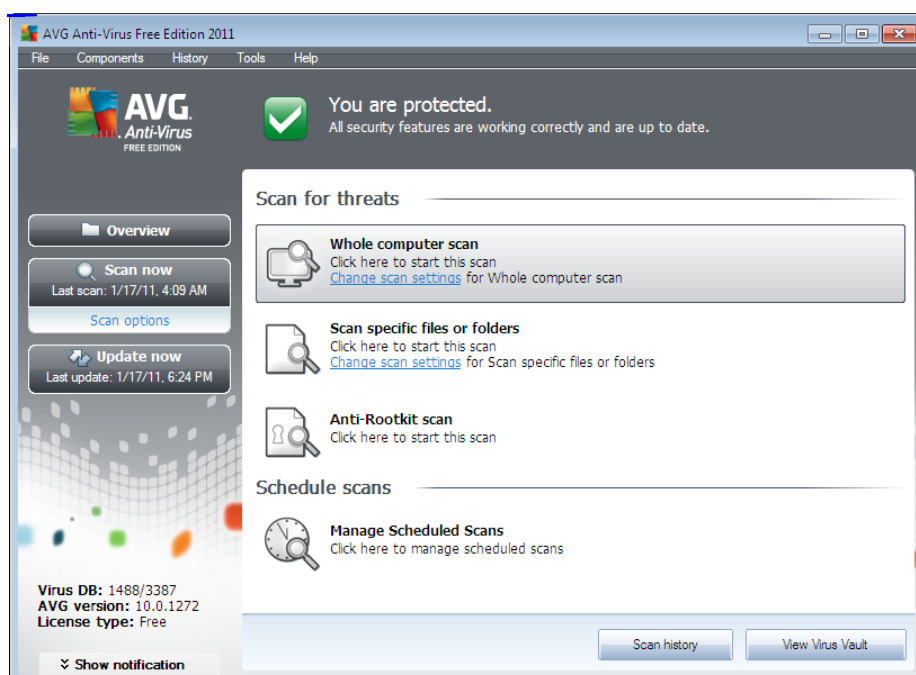 AVG Anti-Virus Free Edition 2011
File Components History Tools Help
AVG.
Anti-Virus
FREE EDITION
You are protected.
All security features are working correctly and are up to date.
Overview
Scan now
Last scan: 1/17/11, 4:09 AM
Scan options
Update now
Last update: 1/17/11, 6:24 PM
Virus DB: 1488/3387
AVG version: 10.0.1272
License type: Free
Show notification
Scan for threats
Whole computer scan
Click here to start this scan
Change scan settings for Whole computer scan
Scan specific files or folders
Click here to start this scan
Change scan settings for Scan specific files or folders
Anti-Rootkit scan
Click here to start this scan
Schedule scans
Manage Scheduled Scans
Click here to manage scheduled scans
Scan history
View Virus Vault